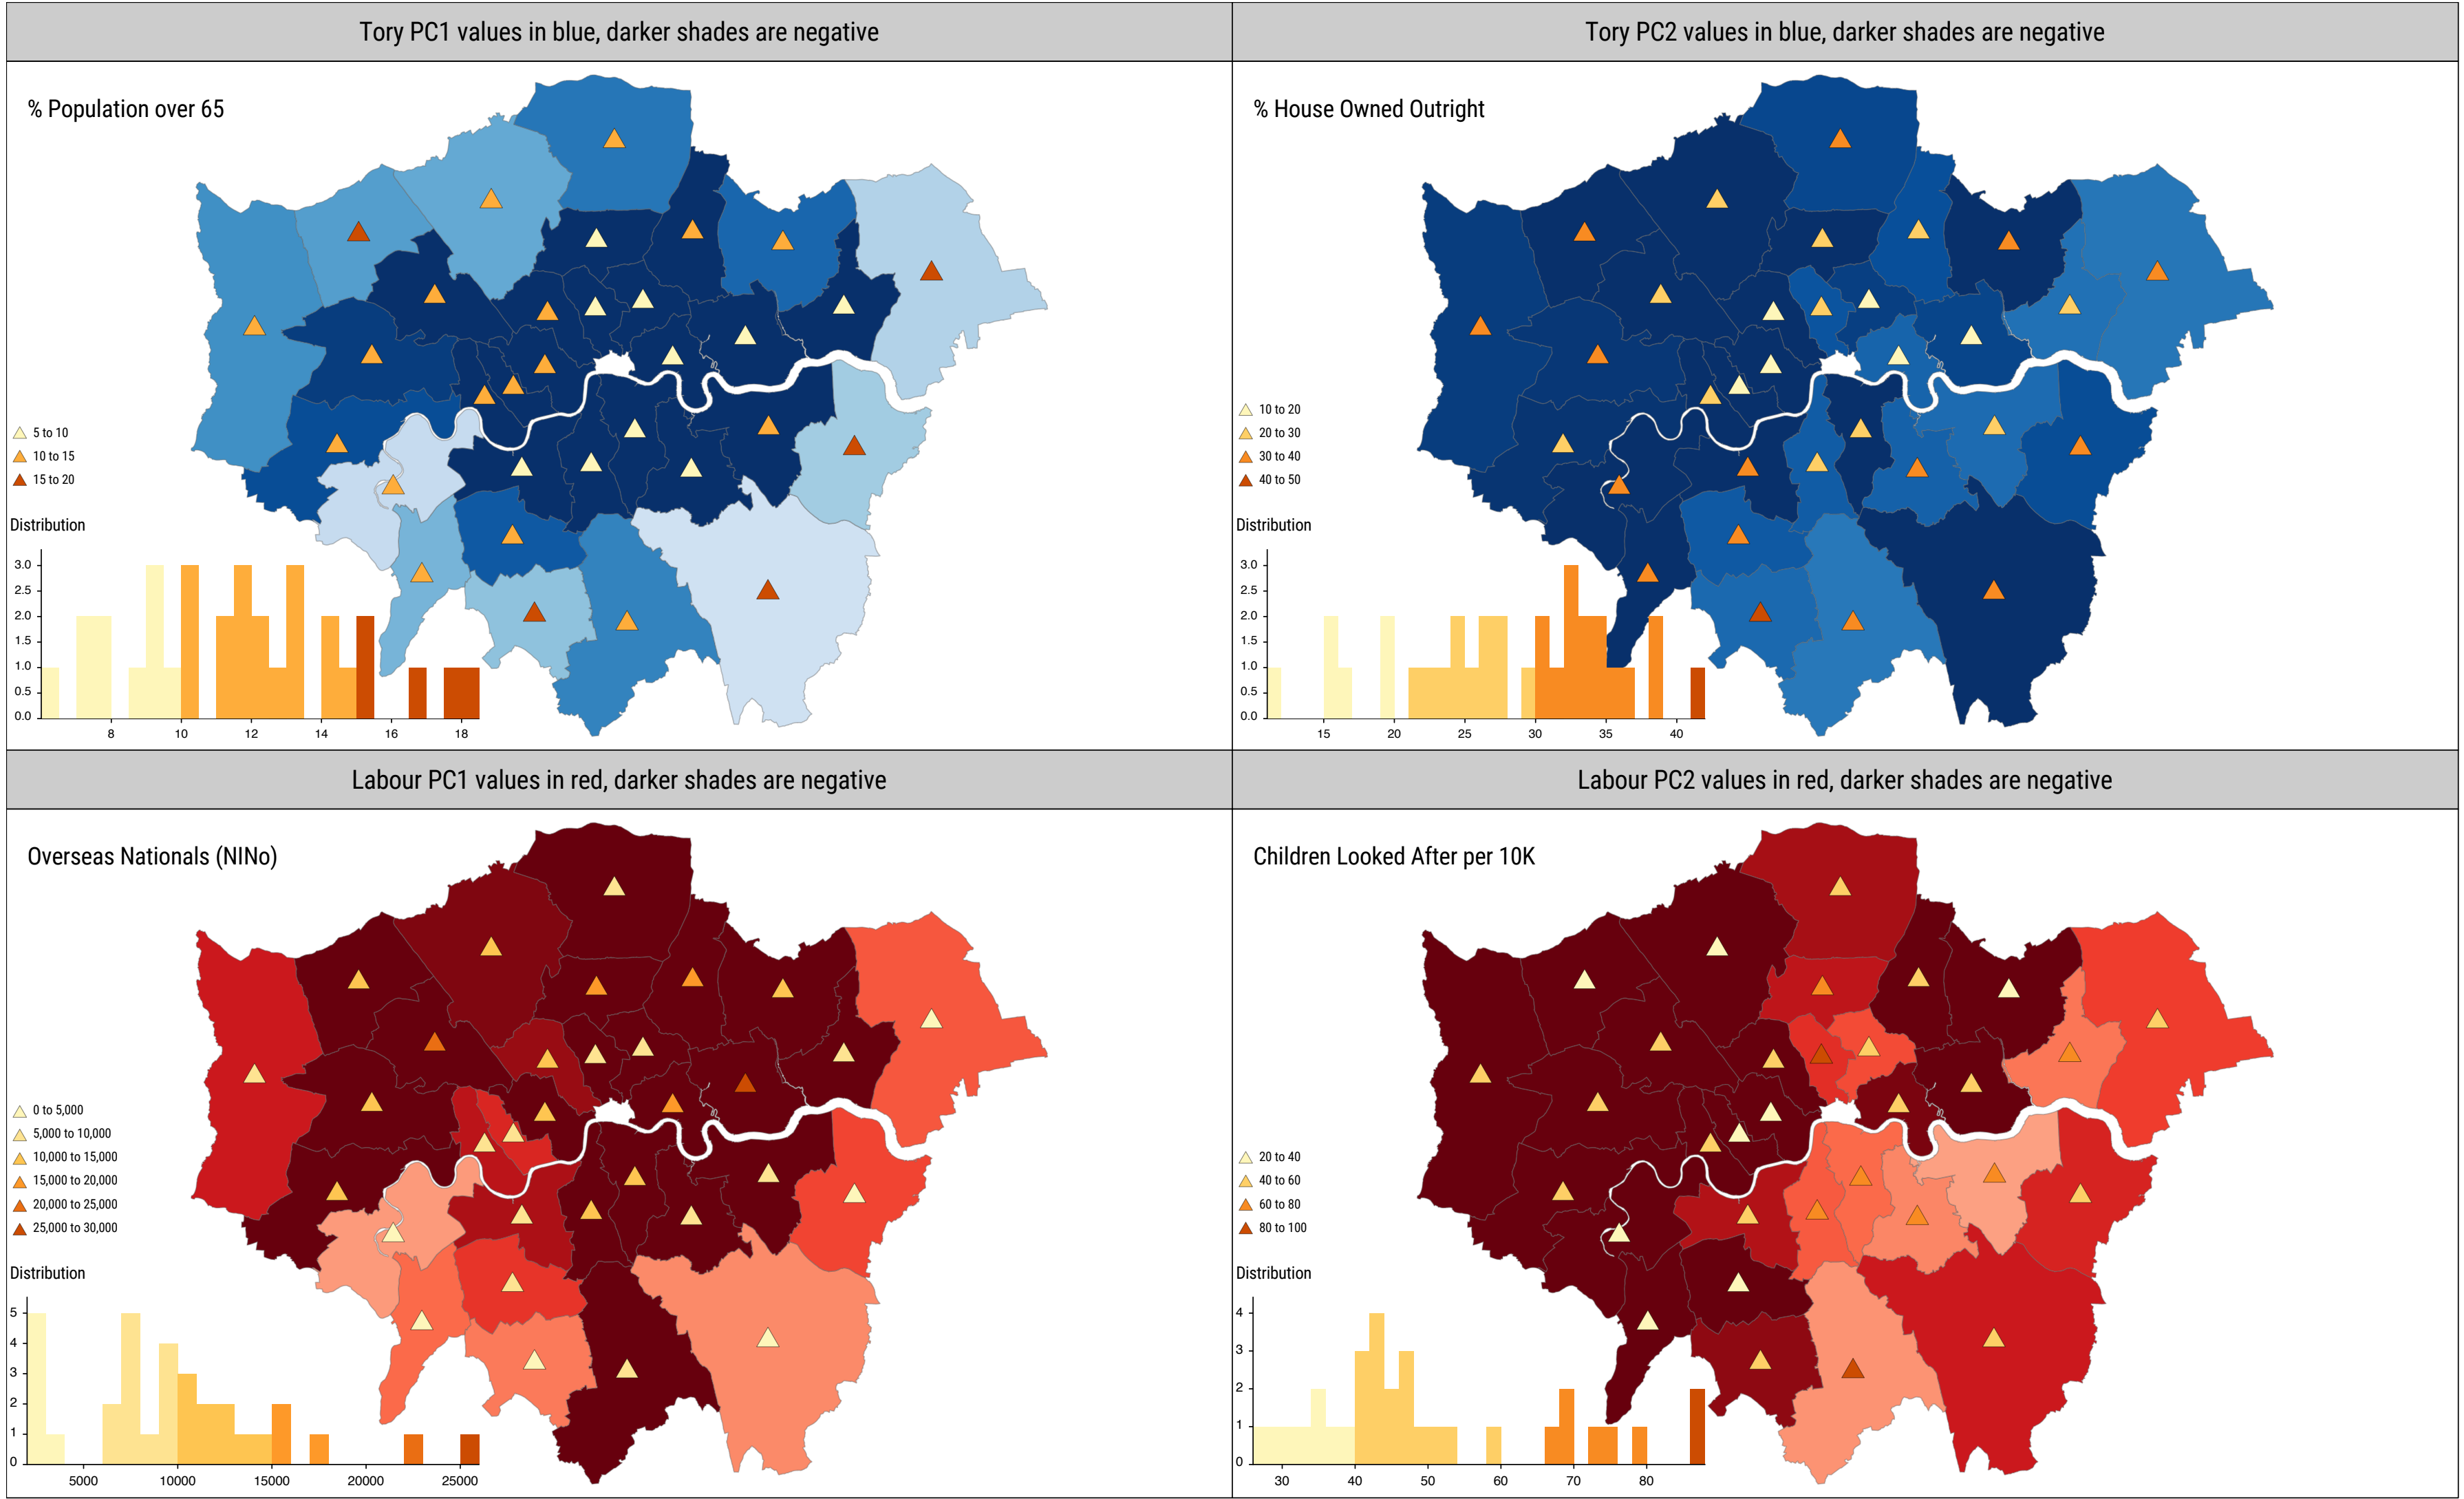 Tory PC1 values in blue, darker shades are negative
Tory PC2 values in blue, darker shades are negative
% Population over 65
5 to 10
10 to 15
15 to 20
Distribution
3.0
2.5
2.0
1.5
1.0
0.5
0.0
8 10 12 14 16 18
% House Owned Outright
10 to 20
20 to 30
30 to 40
40 to 50
Distribution
3.0
2.5
2.0
1.5
1.0
0.5
0.0
15 20 25 30 35 40
Labour PC1 values in red, darker shades are negative
Labour PC2 values in red, darker shades are negative
Overseas Nationals (NINo)
0 to 5,000
5,000 to 10,000
10,000 to 15,000
15,000 to 20,000
20,000 to 25,000
25,000 to 30,000
Distribution
5
4
3
2
1
0
5000 10000 15000 20000 25000
Children Looked After per 10K
20 to 40
40 to 60
60 to 80
80 to 100
Distribution
4
3
2
1
0
30 40 50 60 70 80